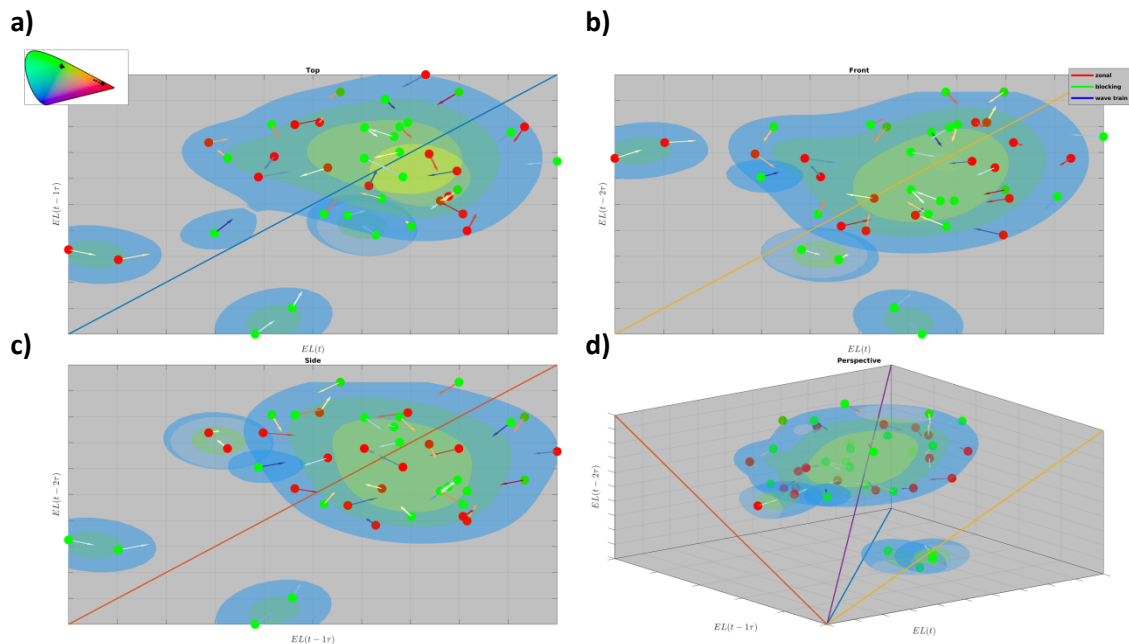 a)
b)
Top
Front
zonal
blocking
wave train
EL(t − 1τ)
EL(t − 2τ)
EL(t)
EL(t)
c)
d)
Side
Perspective
EL(t − 2τ)
EL(t − 2τ)
EL(t − 1τ)
EL(t − 1τ)
EL(t)